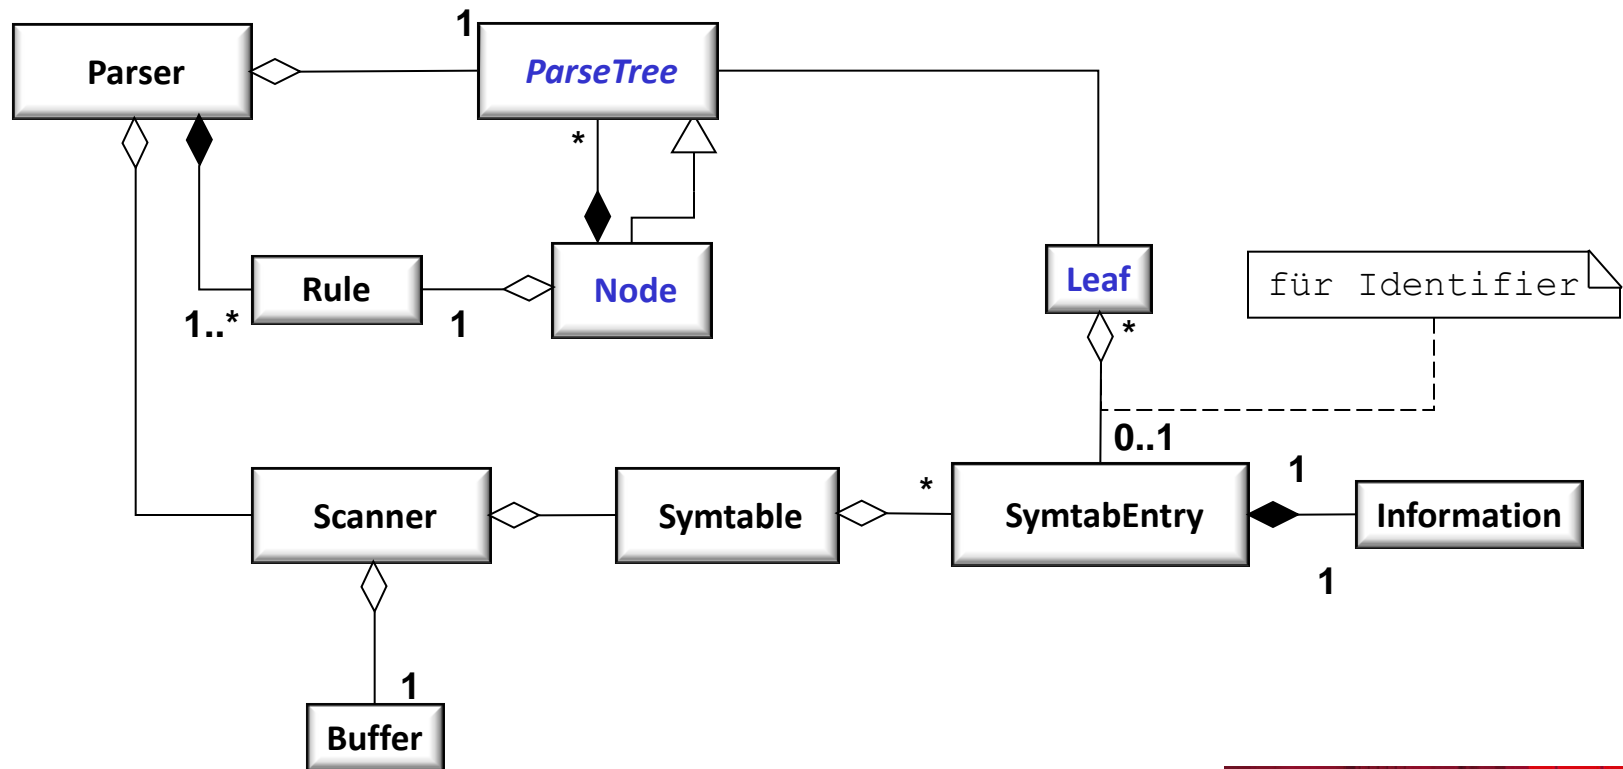 1
Parser
ParseTree
*
Rule
Node
Leaf
für Identifier
1..*
1
*
0..1
*
1
Scanner
Symtable
SymtabEntry
Information
1
1
Buffer